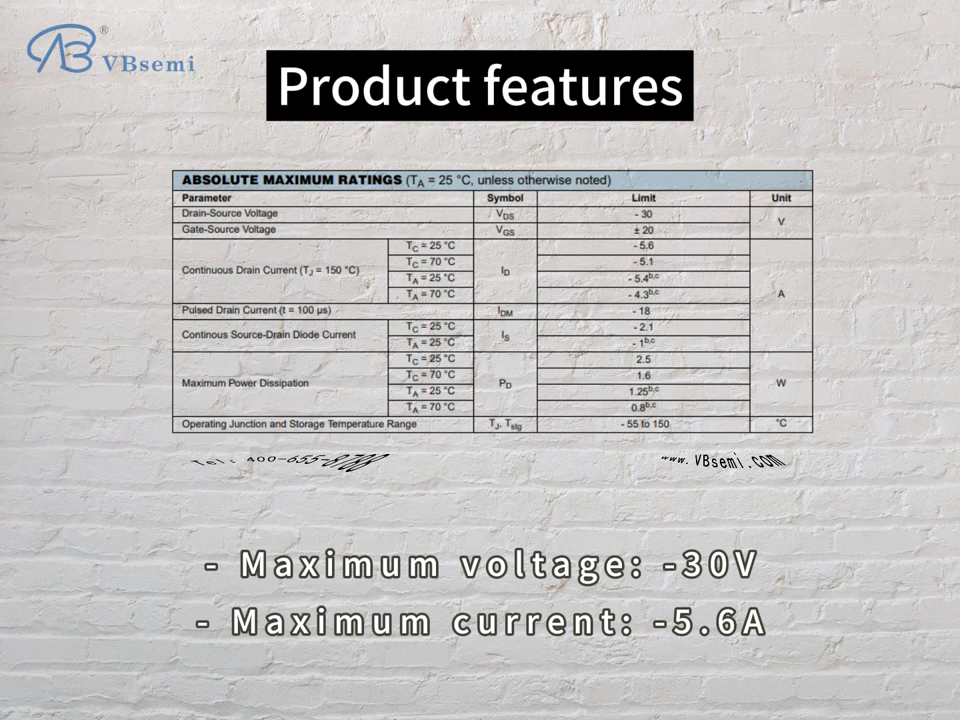 VBsemi ®
Product features
ABSOLUTE MAXIMUM RATINGS (TA = 25 °C, unless otherwise noted)
Parameter Symbol Limit Unit
Drain-Source Voltage VDS - 30 V
Gate-Source Voltage VGS ± 20
Continuous Drain Current (TJ = 150 °C) TC = 25 °C ID - 5.6 A
TC = 70 °C - 5.1
TA = 25 °C - 5.4b,c
TA = 70 °C - 4.3b,c
Pulsed Drain Current (t = 100 µs) IDM - 18
Continous Source-Drain Diode Current TC = 25 °C IS - 2.1
TA = 25 °C - 1b,c
Maximum Power Dissipation TC = 25 °C PD 2.5 W
TC = 70 °C 1.6
TA = 25 °C 1.25b,c
TA = 70 °C 0.8b,c
Operating Junction and Storage Temperature Range TJ, Tstg - 55 to 150 °C
Tel: 400-655-8788 www.VBsemi.com
- Maximum voltage: -30V
- Maximum current: -5.6A